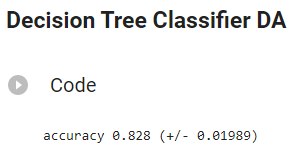 Decision Tree Classifier DA
Code
accuracy 0.828 (+/- 0.01989)